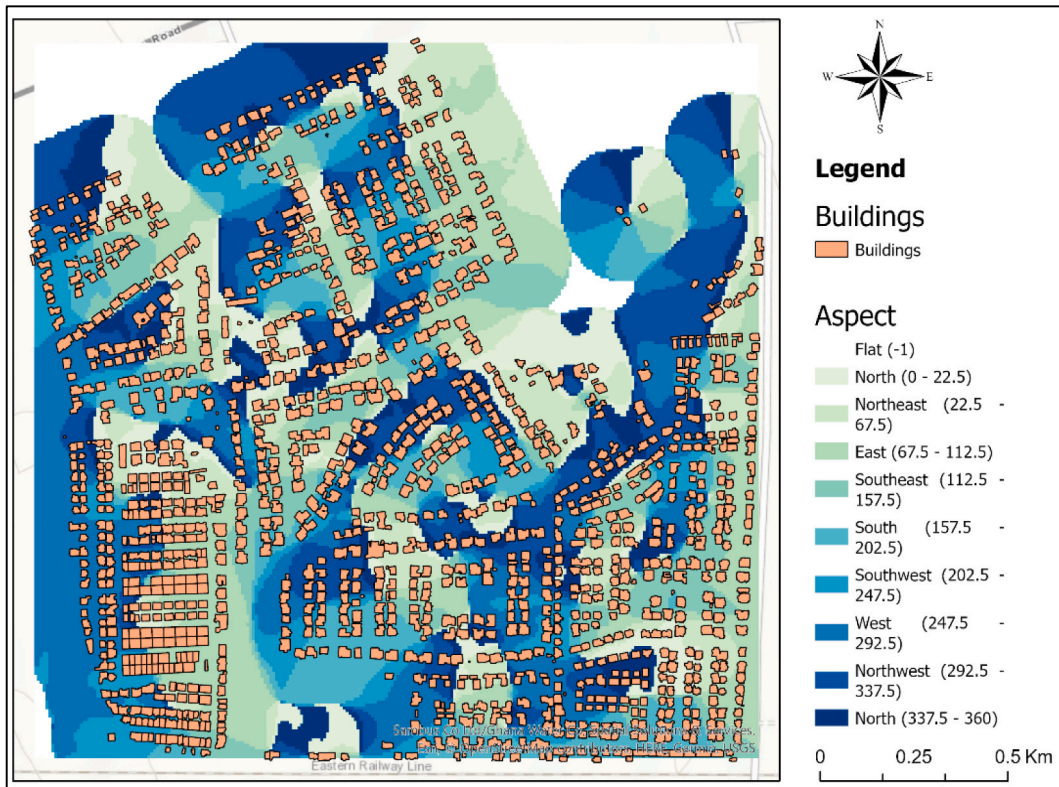 Road
N
W
E
S
Legend
Buildings
Buildings
Aspect
Flat (-1)
North (0 - 22.5)
Northeast (22.5 -
67.5)
East (67.5 - 112.5)
Southeast (112.5 -
157.5)
South (157.5 -
202.5)
Southwest (202.5 -
247.5)
West (247.5 -
292.5)
Northwest (292.5 -
337.5)
North (337.5 - 360)
0 0.25 0.5 Km
USGS
Eastern Railway Line